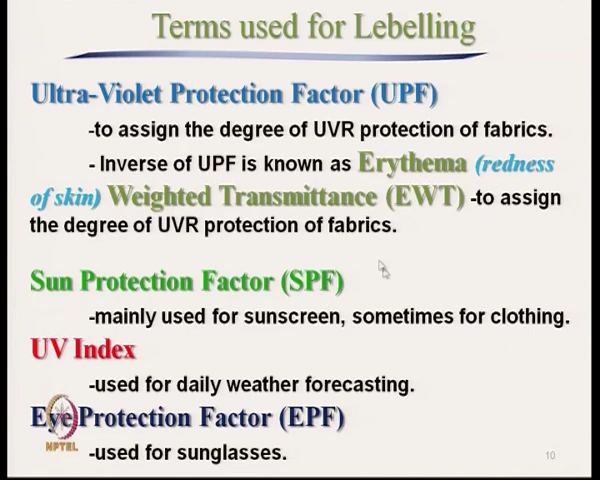 Terms used for Lebelling
Ultra-Violet Protection Factor (UPF)
-to assign the degree of UVR protection of fabrics.
- Inverse of UPF is known as Erythema (redness
of skin) Weighted Transmittance (EWT) -to assign
the degree of UVR protection of fabrics.
Sun Protection Factor (SPF)
-mainly used for sunscreen, sometimes for clothing.
UV Index
-used for daily weather forecasting.
Eye Protection Factor (EPF)
-used for sunglasses.
NPTEL
10